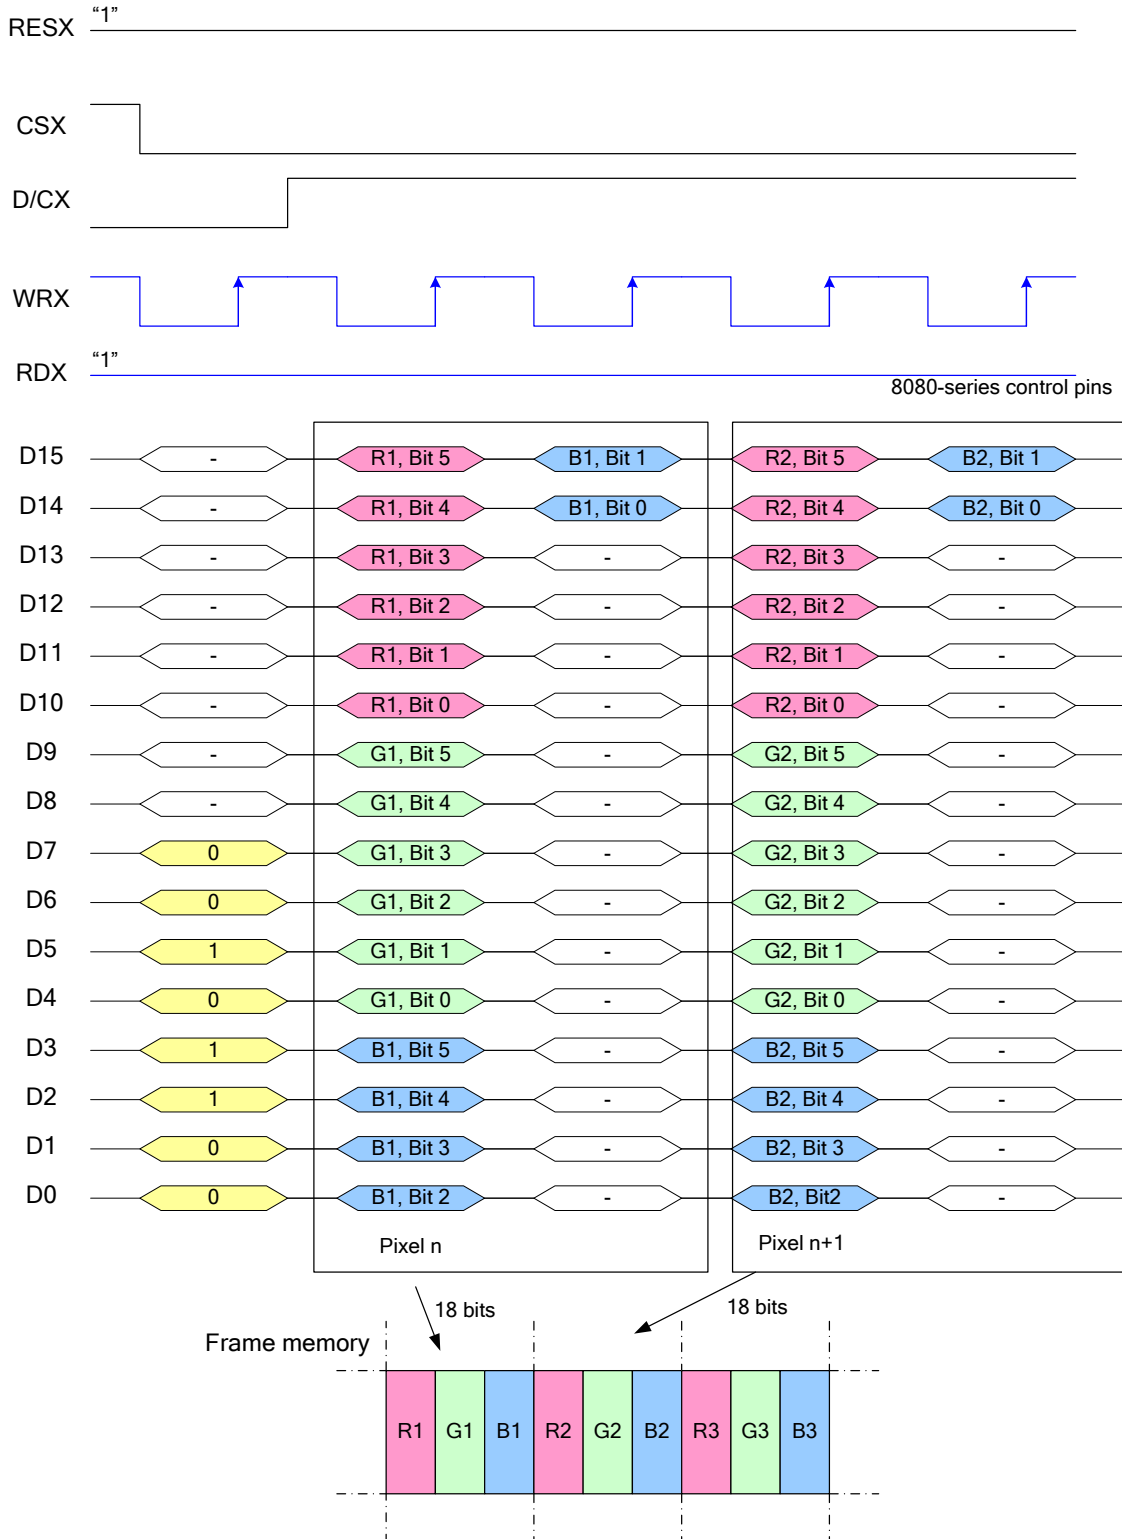 RESX “1”
CSX
D/CX
WRX
RDX “1”
8080-series control pins
D15 - R1, Bit 5 B1, Bit 1 R2, Bit 5 B2, Bit 1
D14 - R1, Bit 4 B1, Bit 0 R2, Bit 4 B2, Bit 0
D13 - R1, Bit 3 - R2, Bit 3 -
D12 - R1, Bit 2 - R2, Bit 2 -
D11 - R1, Bit 1 - R2, Bit 1 -
D10 - R1, Bit 0 - R2, Bit 0 -
D9 - G1, Bit 5 - G2, Bit 5 -
D8 - G1, Bit 4 - G2, Bit 4 -
D7 0 G1, Bit 3 - G2, Bit 3 -
D6 0 G1, Bit 2 - G2, Bit 2 -
D5 1 G1, Bit 1 - G2, Bit 1 -
D4 0 G1, Bit 0 - G2, Bit 0 -
D3 1 B1, Bit 5 - B2, Bit 5 -
D2 1 B1, Bit 4 - B2, Bit 4 -
D1 0 B1, Bit 3 - B2, Bit 3 -
D0 0 B1, Bit 2 - B2, Bit2 -
Pixel n Pixel n+1
18 bits 18 bits
Frame memory
R1 G1 B1 R2 G2 B2 R3 G3 B3